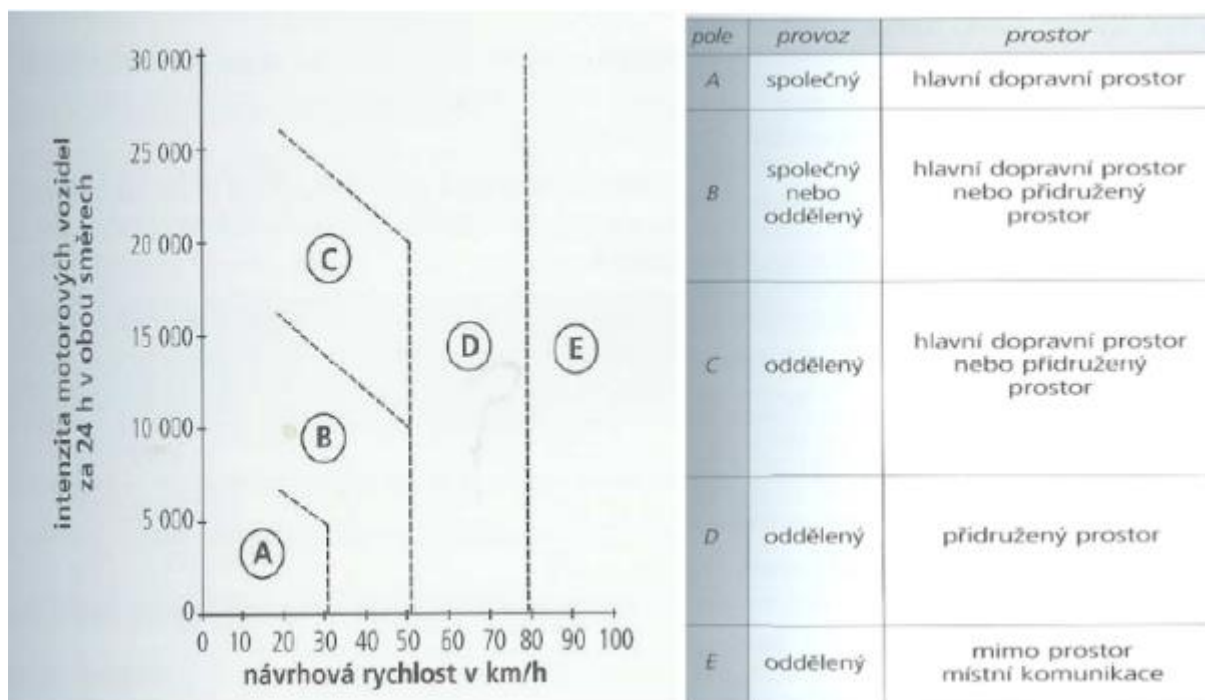 intenzita motorových vozidel
za 24 h v obou směrech
30 000
25 000
20 000
15 000
10 000
5 000
0
C
D
E
B
A
0 10 20 30 40 50 60 70 80 90 100
návrhová rychlost v km/h
pole provoz prostor
A společný hlavní dopravní prostor
B společný
nebo
oddělený
hlavní dopravní prostor
nebo přidružený
prostor
C oddělený
hlavní dopravní prostor
nebo přidružený
prostor
D oddělený přidružený prostor
E oddělený
mimo prostor
místní komunikace